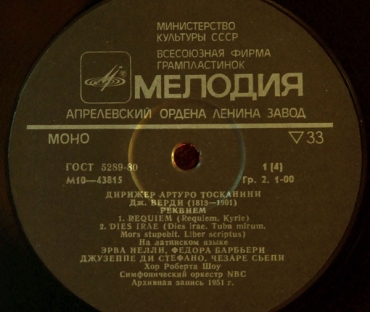 МИНИСТЕРСТВО
КУЛЬТУРЫ СССР
ВСЕСОЮЗНАЯ ФИРМА
ГРАМПЛАСТИНОК
МЕЛОДИЯ
АПРЕЛЕВСКИЙ ОРДЕНА ЛЕНИНА ЗАВОД
МОНО ▽33
ГОСТ 5289-80 1 [4]
М10—43815 Гр. 2. 1-00
ДИРИЖЕР АРТУРО ТОСКАНИНИ
Дж. ВЕРДИ (1813—1901)
РЕКВИЕМ
1. REQUIEM (Requiem. Kyrie)
2. DIES IRAE (Dies irae. Tuba mirum.
Mors stupebit. Liber scriptus)
На латинском языке
ЭРВА НЕЛЛИ, ФЕДОРА БАРБЬЕРИ
ДЖУЗЕППЕ ДИ СТЕФАНО, ЧЕЗАРЕ СЬЕПИ
Хор Роберта Шоу
Симфонический оркестр NBC
Архивная запись 1951 г.